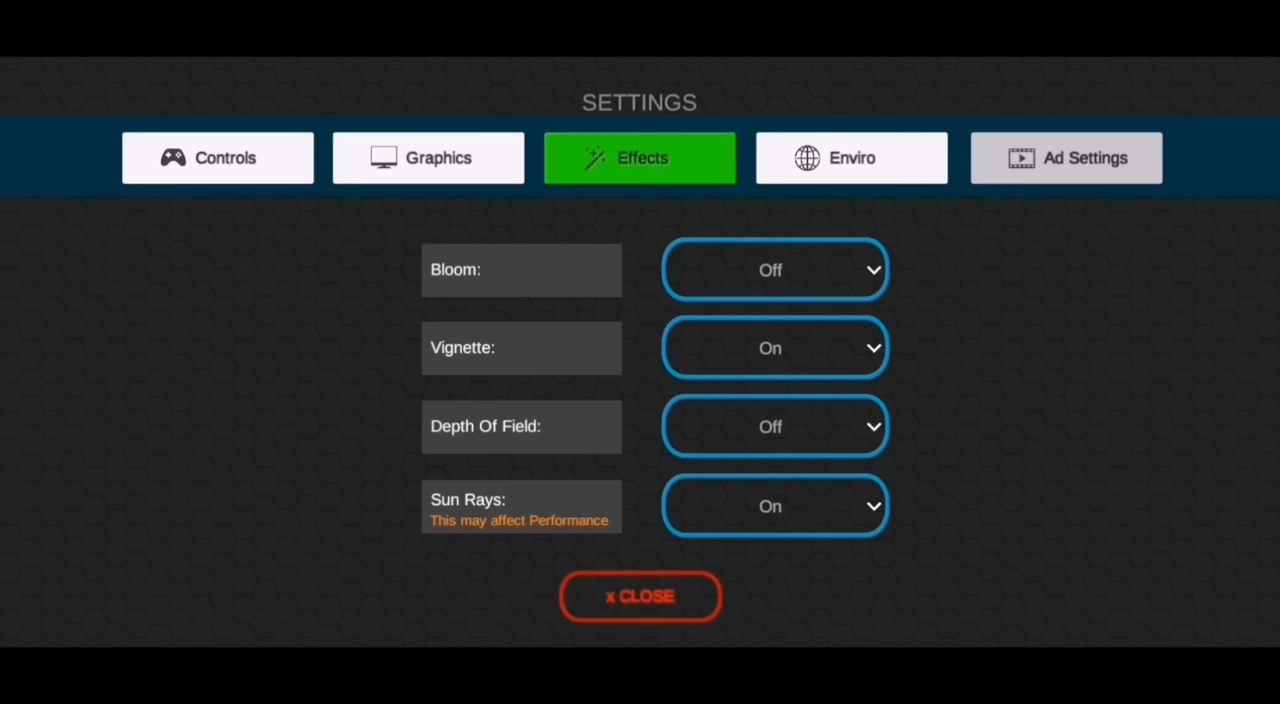 SETTINGS
Controls
Graphics
Effects
Enviro
Ad Settings
Bloom:
Off
Vignette:
On
Depth Of Field:
Off
Sun Rays:
This may affect Performance
On
x CLOSE